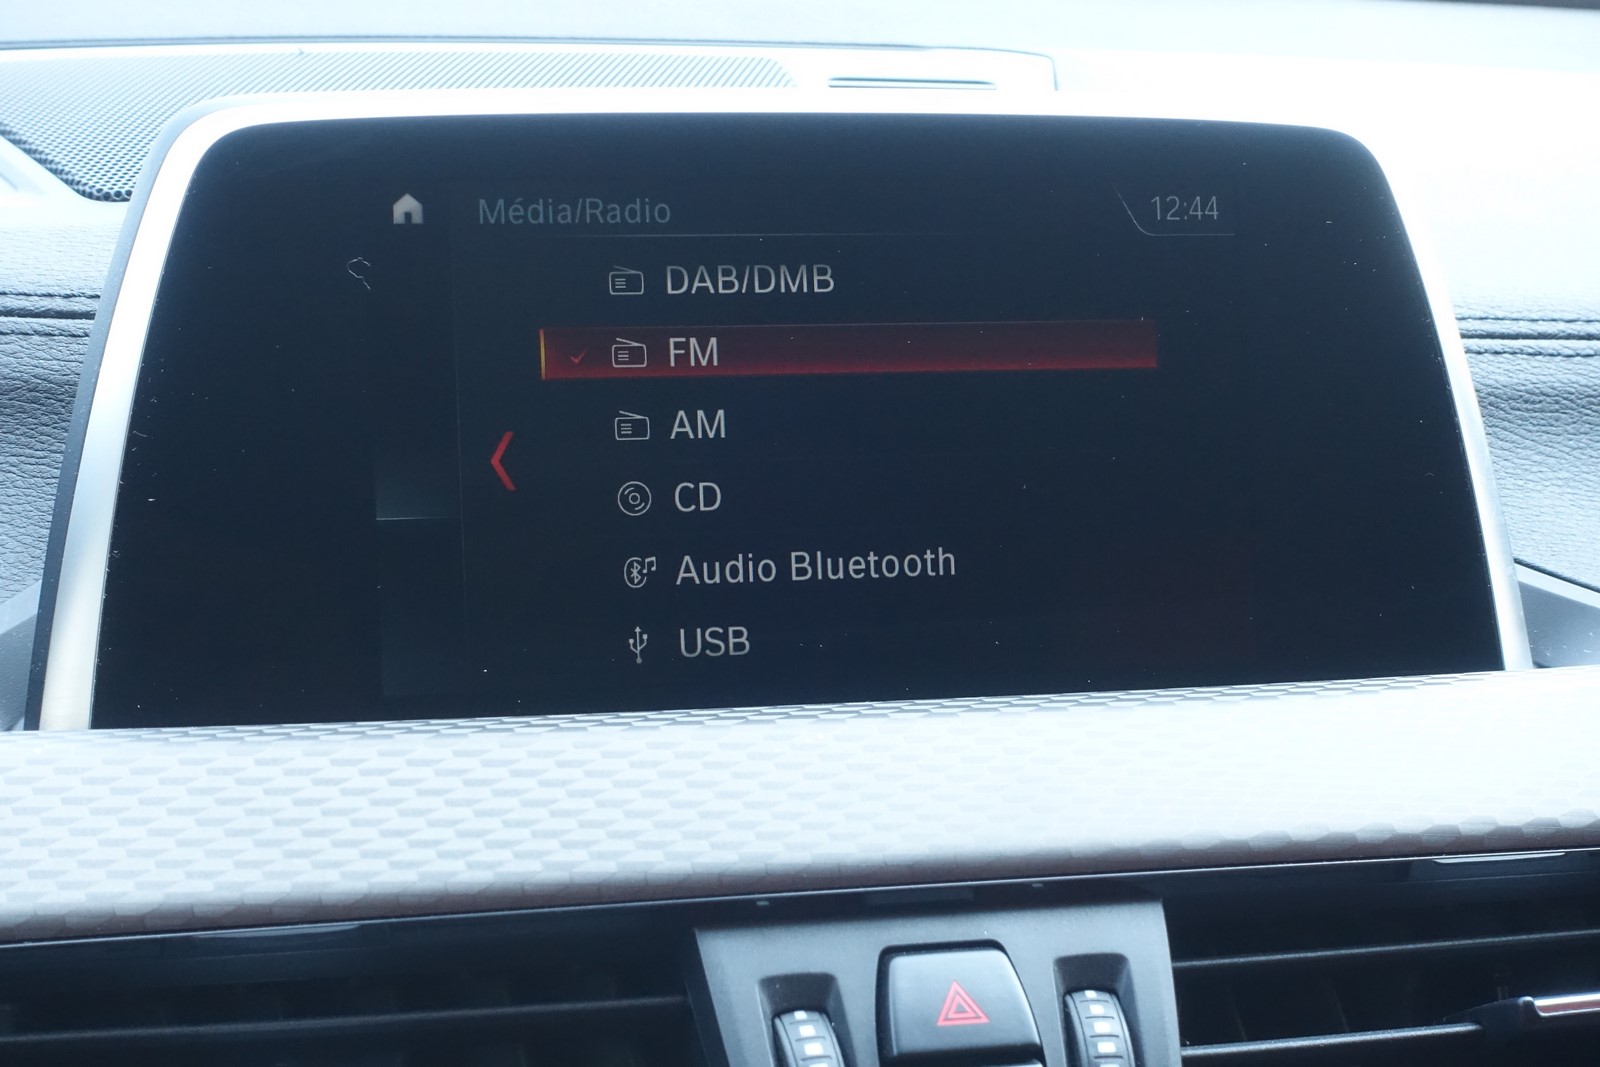 Média/Radio
12:44
DAB/DMB
FM
AM
CD
Audio Bluetooth
USB